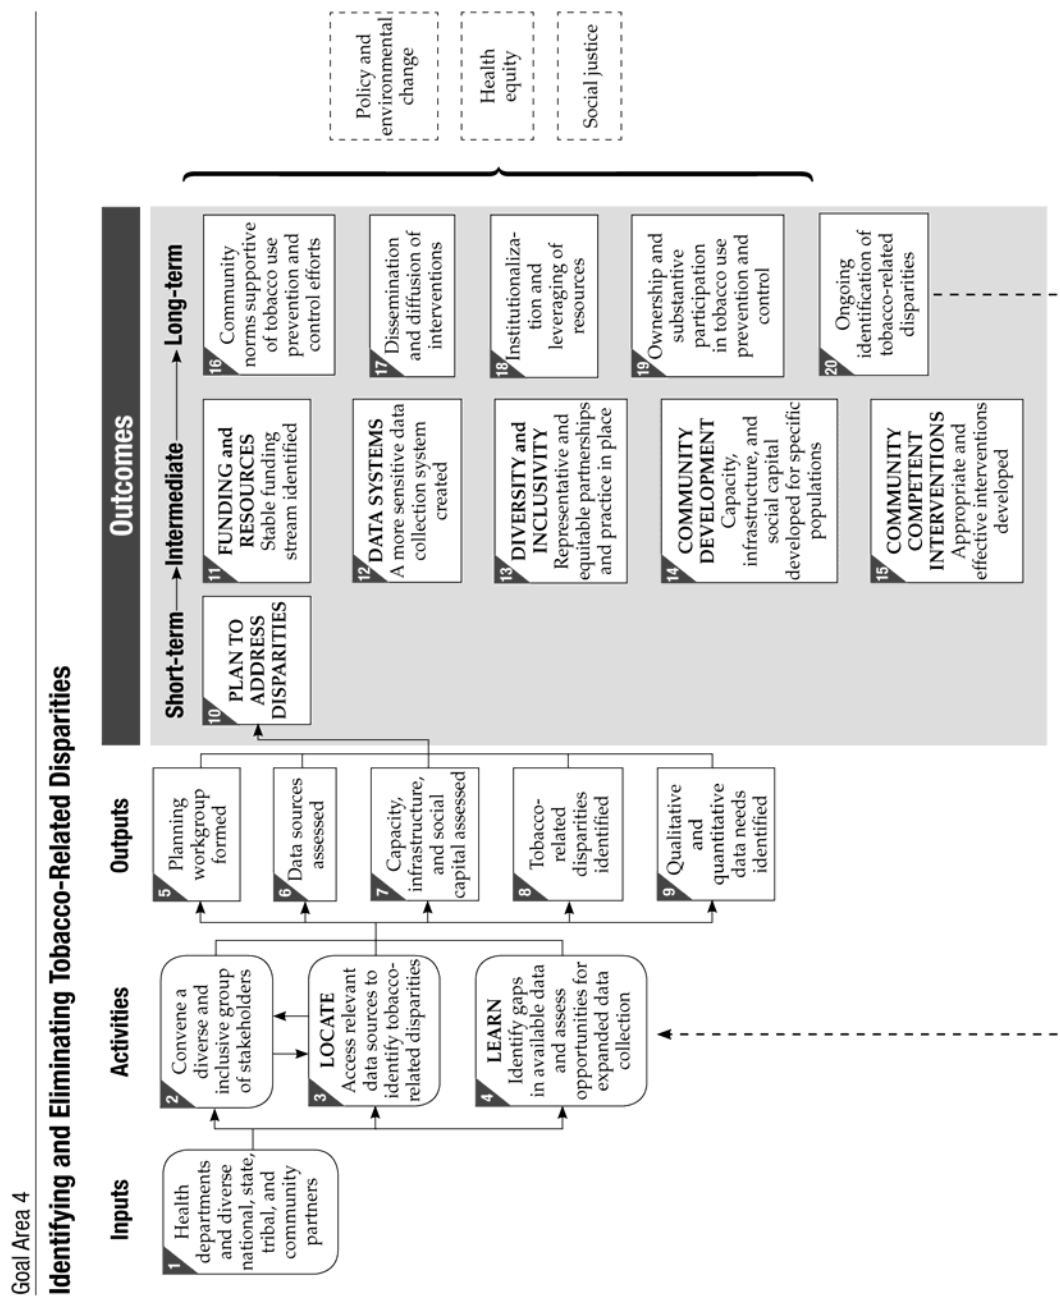 Goal Area 4
Identifying and Eliminating Tobacco-Related Disparities
Inputs
Activities
Outputs
Outcomes
Short-term
Intermediate
Long-term
1
Health
departments
and diverse
national, state,
tribal, and
community
partners
2
Convene a
diverse and
inclusive group
of stakeholders
3
LOCATE
Access relevant
data sources to
identify tobacco-
related disparities
4
LEARN
Identify gaps
in available data
and assess
opportunities for
expanded data
collection
5
Planning
workgroup
formed
6
Data sources
assessed
7
Capacity,
infrastructure,
and social
capital assessed
8
Tobacco-
related
disparities
identified
9
Qualitative
and
quantitative
data needs
identified
10
PLAN TO
ADDRESS
DISPARITIES
11
FUNDING and
RESOURCES
Stable funding
stream identified
12
DATA SYSTEMS
A more sensitive data
collection system
created
13
DIVERSITY and
INCLUSIVITY
Representative and
equitable partnerships
and practice in place
14
COMMUNITY
DEVELOPMENT
Capacity,
infrastructure, and
social capital
developed for specific
populations
15
COMMUNITY
COMPETENT
INTERVENTIONS
Appropriate and
effective interventions
developed
16
Community
norms supportive
of tobacco use
prevention and
control efforts
17
Dissemination
and diffusion of
interventions
18
Institutionaliza-
tion and
leveraging of
resources
19
Ownership and
substantive
participation
in tobacco use
prevention and
control
20
Ongoing
identification of
tobacco-related
disparities
Policy and
environmental
change
Health
equity
Social justice